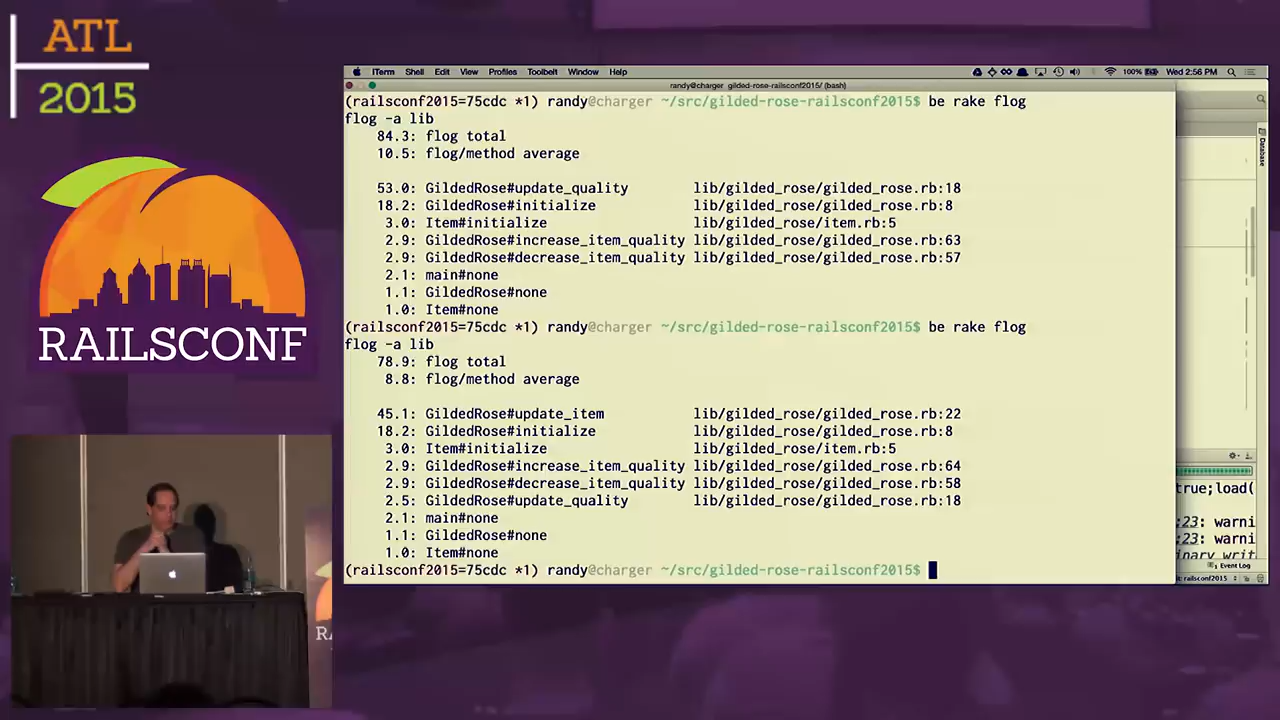 ATL
2015
RAILSCONF
iTerm Shell Edit View Profiles Toolbelt Window Help
100% Wed 2:56 PM
randy@charger gilded-rose-railsconf2015/ (bash)
(railsconf2015=75cdc *1) randy@charger ~/src/gilded-rose-railsconf2015$ be rake flog
flog -a lib
84.3: flog total
10.5: flog/method average
53.0: GildedRose#update_quality lib/gilded_rose/gilded_rose.rb:18
18.2: GildedRose#initialize lib/gilded_rose/gilded_rose.rb:8
3.0: Item#initialize lib/gilded_rose/item.rb:5
2.9: GildedRose#increase_item_quality lib/gilded_rose/gilded_rose.rb:63
2.9: GildedRose#decrease_item_quality lib/gilded_rose/gilded_rose.rb:57
2.1: main#none
1.1: GildedRose#none
1.0: Item#none
(railsconf2015=75cdc *1) randy@charger ~/src/gilded-rose-railsconf2015$ be rake flog
flog -a lib
78.9: flog total
8.8: flog/method average
45.1: GildedRose#update_item lib/gilded_rose/gilded_rose.rb:22
18.2: GildedRose#initialize lib/gilded_rose/gilded_rose.rb:8
3.0: Item#initialize lib/gilded_rose/item.rb:5
2.9: GildedRose#increase_item_quality lib/gilded_rose/gilded_rose.rb:64
2.9: GildedRose#decrease_item_quality lib/gilded_rose/gilded_rose.rb:58
2.5: GildedRose#update_quality lib/gilded_rose/gilded_rose.rb:18
2.1: main#none
1.1: GildedRose#none
1.0: Item#none
(railsconf2015=75cdc *1) randy@charger ~/src/gilded-rose-railsconf2015$
Database
true;load(
:23: warni
:23: warni
inary writ
Event Log
t: railsconf2015
RA